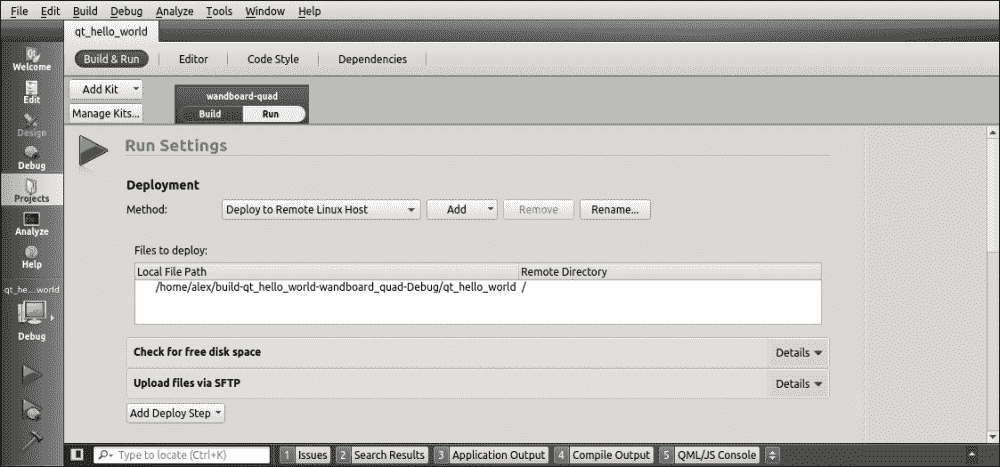 File Edit Build Debug Analyze Tools Window Help
qt_hello_world
Welcome
Edit
Design
Debug
Projects
Analyze
Help
qt_he...world
Debug
Build & Run Editor Code Style Dependencies
Add Kit
Manage Kits...
wandboard-quad
Build Run
Run Settings
Deployment
Method: Deploy to Remote Linux Host Add Remove Rename...
Files to deploy:
Local File Path Remote Directory
/home/alex/build-qt_hello_world-wandboard_quad-Debug/qt_hello_world /
Check for free disk space Details
Upload files via SFTP Details
Add Deploy Step
Type to locate (Ctrl+K) 1 Issues 2 Search Results 3 Application Output 4 Compile Output 5 QML/JS Console